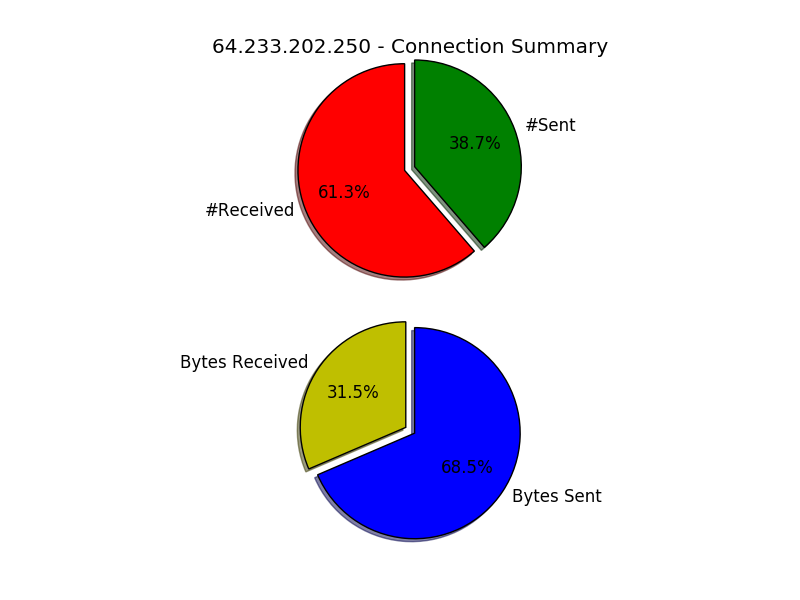 64.233.202.250 - Connection Summary
#Sent
38.7%
61.3%
#Received
Bytes Received
31.5%
68.5%
Bytes Sent